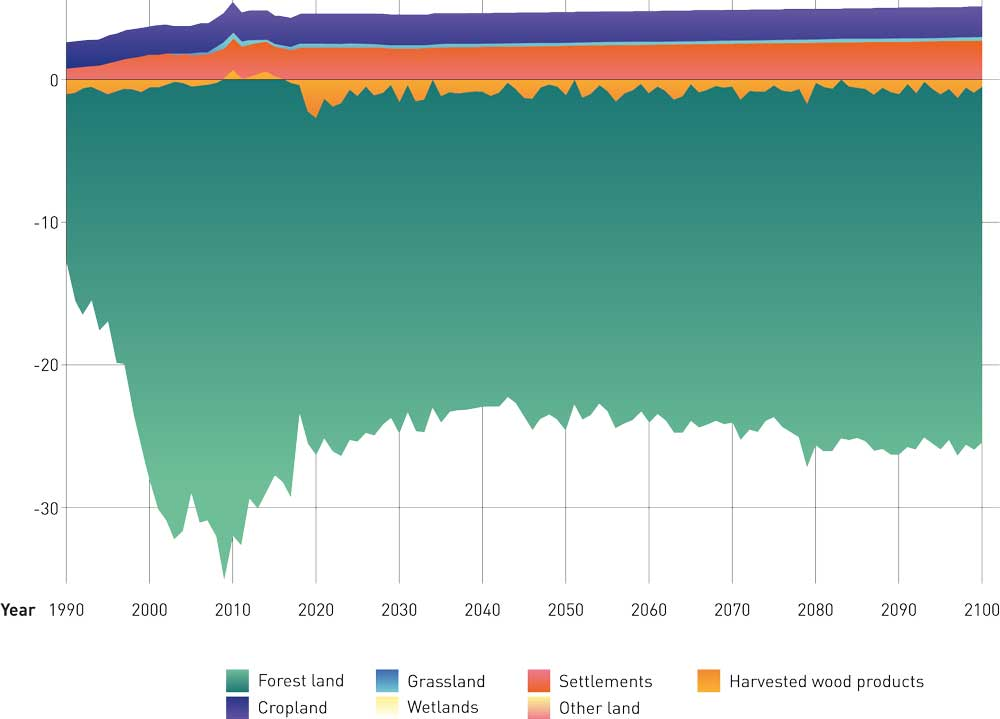 0
-10
-20
-30
Year 1990 2000 2010 2020 2030 2040 2050 2060 2070 2080 2090 2100
Forest land Grassland Settlements Harvested wood products
Cropland Wetlands Other land